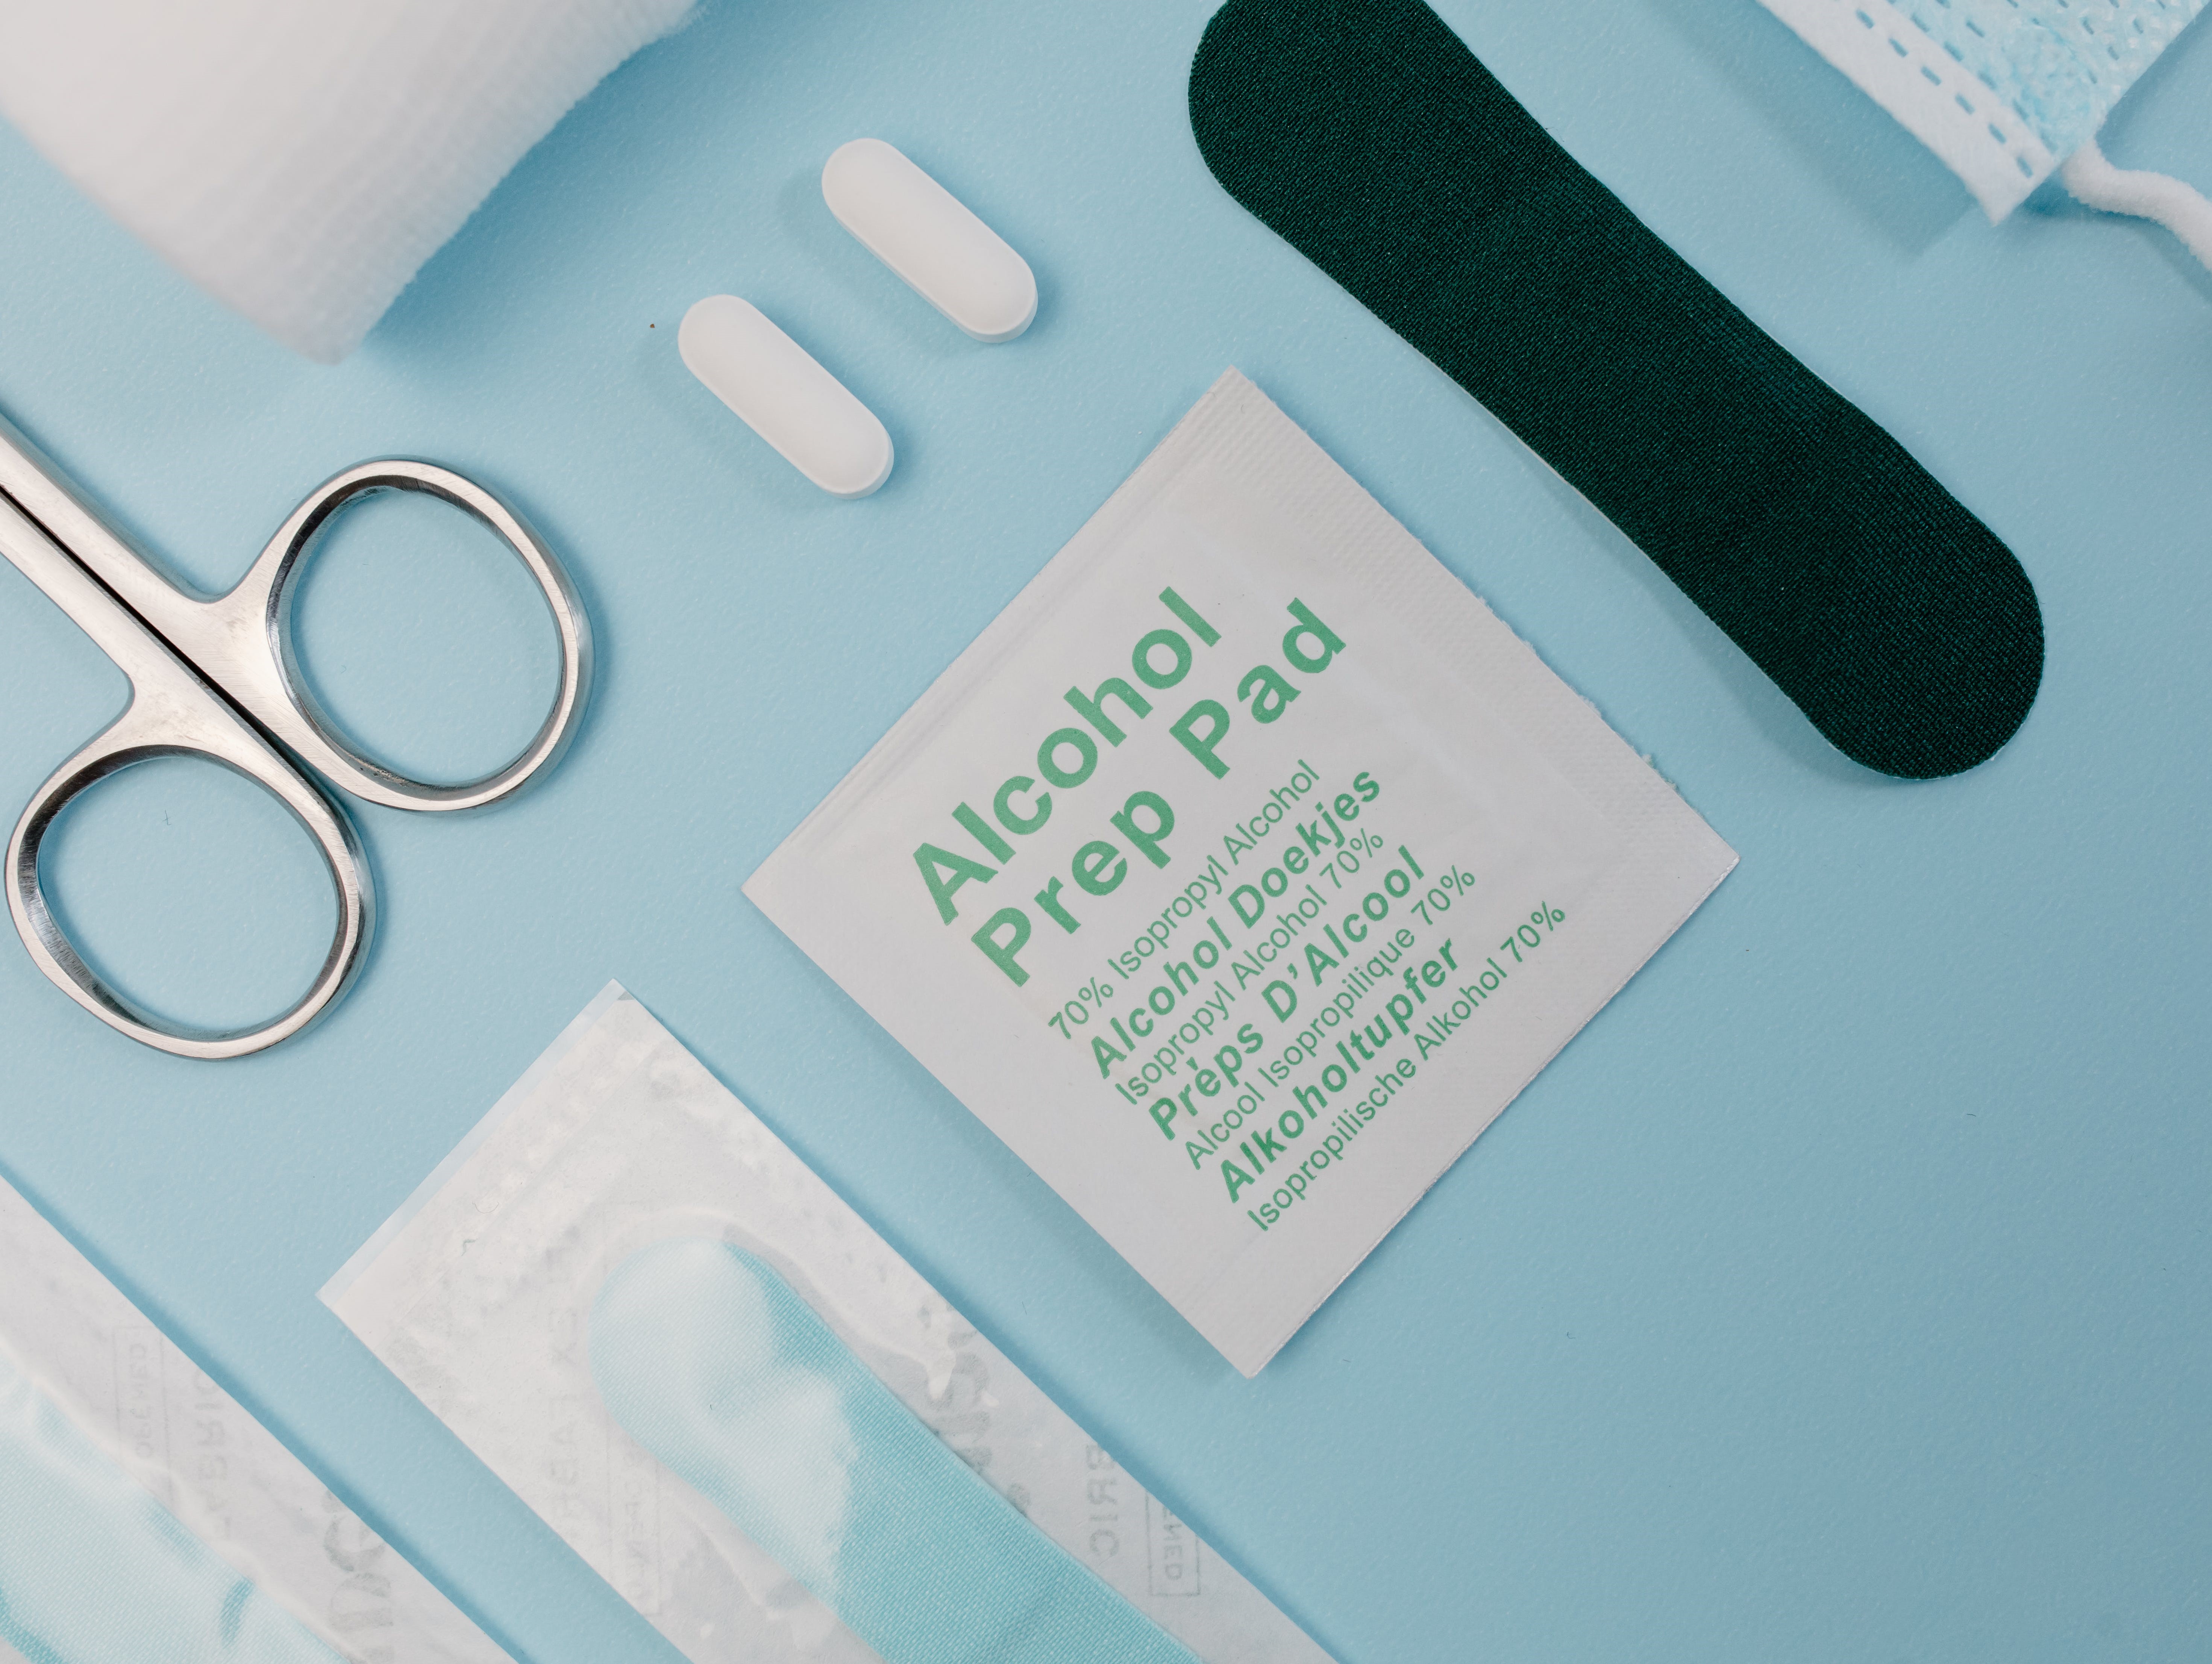 Alcohol
Prep Pad
70% Isopropyl Alcohol
Alcohol Doekjes
Isopropyl Alcohol 70%
Préps D'Alcool
Alcool Isopropilique 70%
Alkoholtupfer
Isopropilische Alkohol 70%